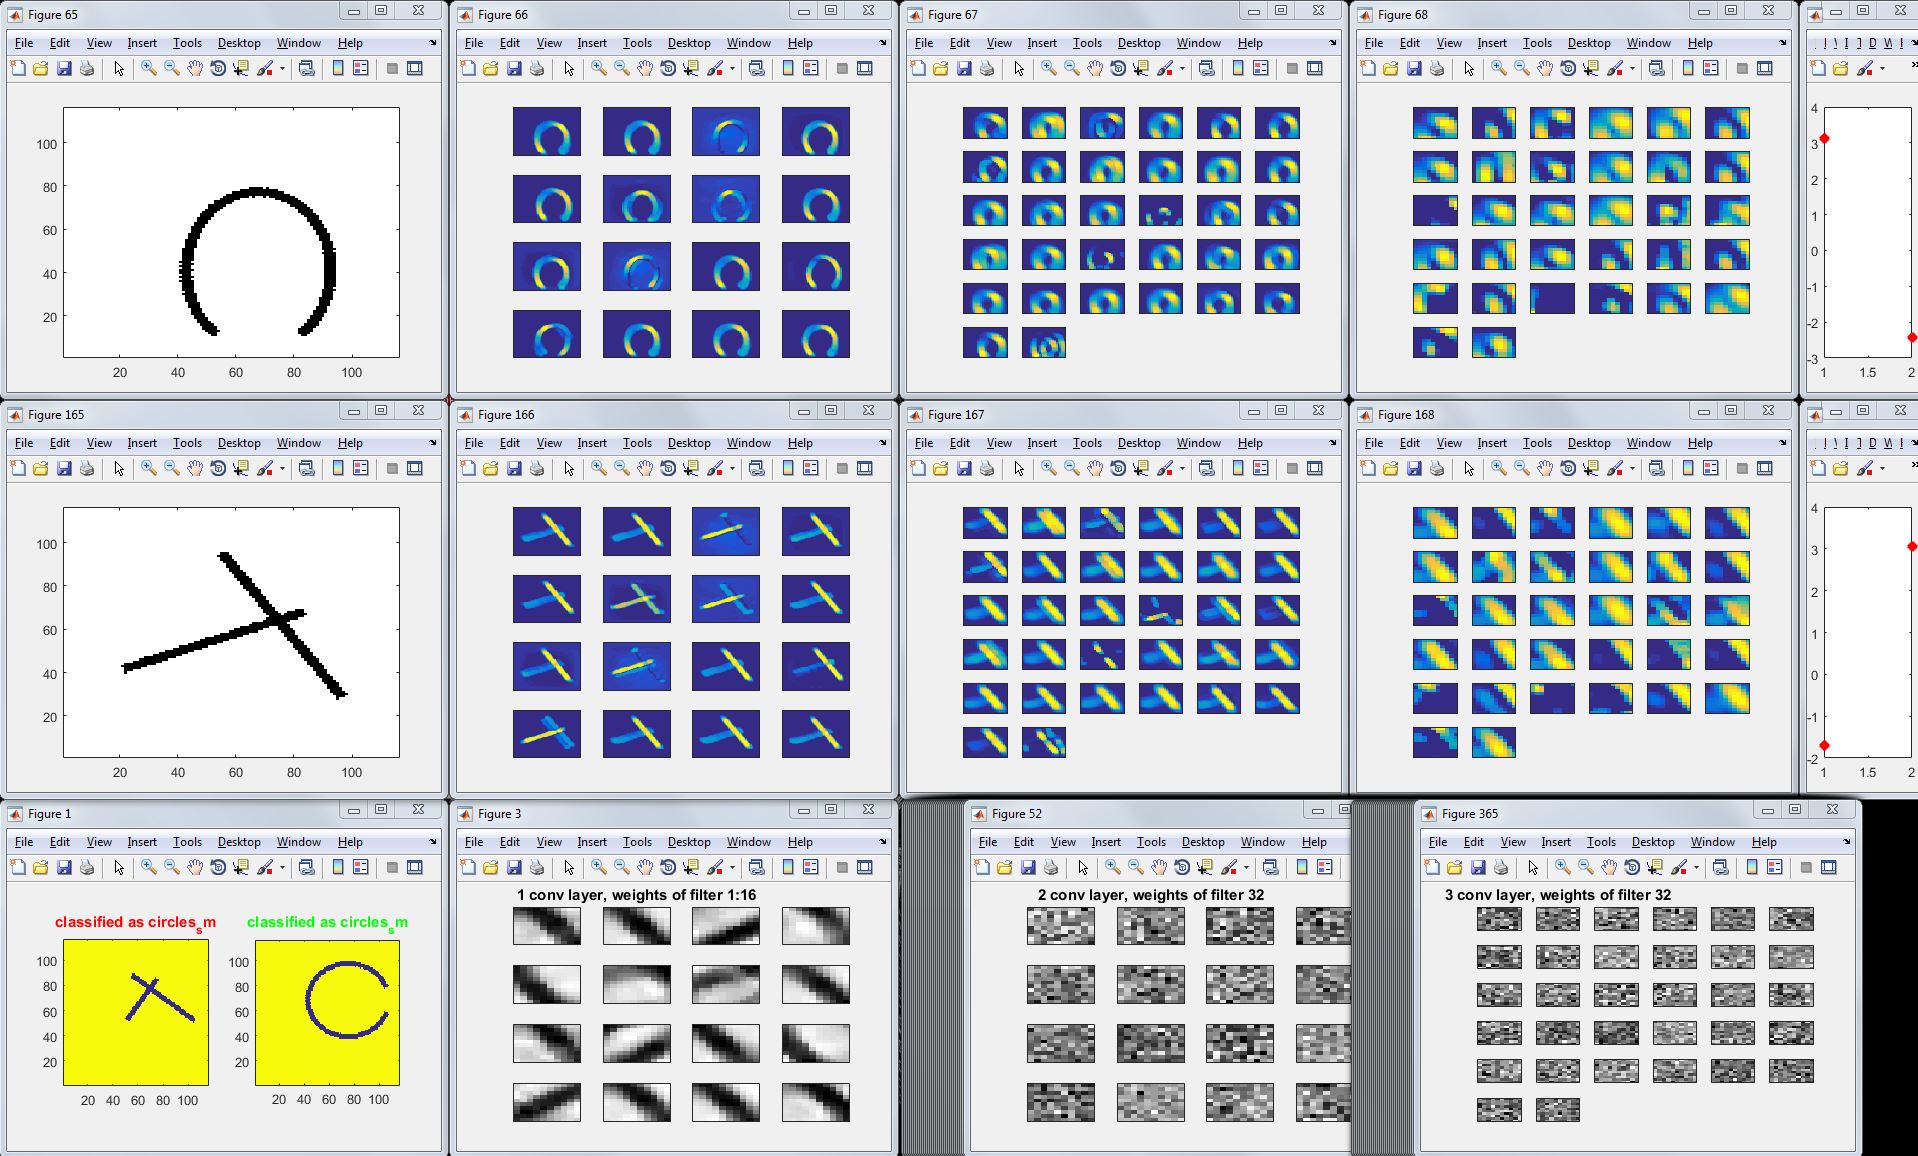 Figure 65
File Edit View Insert Tools Desktop Window Help
100
80
60
40
20
20 40 60 80 100
Figure 66
File Edit View Insert Tools Desktop Window Help
Figure 67
File Edit View Insert Tools Desktop Window Help
Figure 68
File Edit View Insert Tools Desktop Window Help
4
3
2
1
0
-1
-2
-3
1 1.5 2
Figure 165
File Edit View Insert Tools Desktop Window Help
100
80
60
40
20
20 40 60 80 100
Figure 166
File Edit View Insert Tools Desktop Window Help
Figure 167
File Edit View Insert Tools Desktop Window Help
Figure 168
File Edit View Insert Tools Desktop Window Help
4
3
2
1
0
-1
-2
1 1.5 2
Figure 1
File Edit View Insert Tools Desktop Window Help
classified as circlessm
100
80
60
40
20
20 40 60 80 100
classified as circlessm
100
80
60
40
20
20 40 60 80 100
Figure 3
File Edit View Insert Tools Desktop Window Help
1 conv layer, weights of filter 1:16
Figure 52
File Edit View Insert Tools Desktop Window Help
2 conv layer, weights of filter 32
Figure 365
File Edit View Insert Tools Desktop Window Help
3 conv layer, weights of filter 32